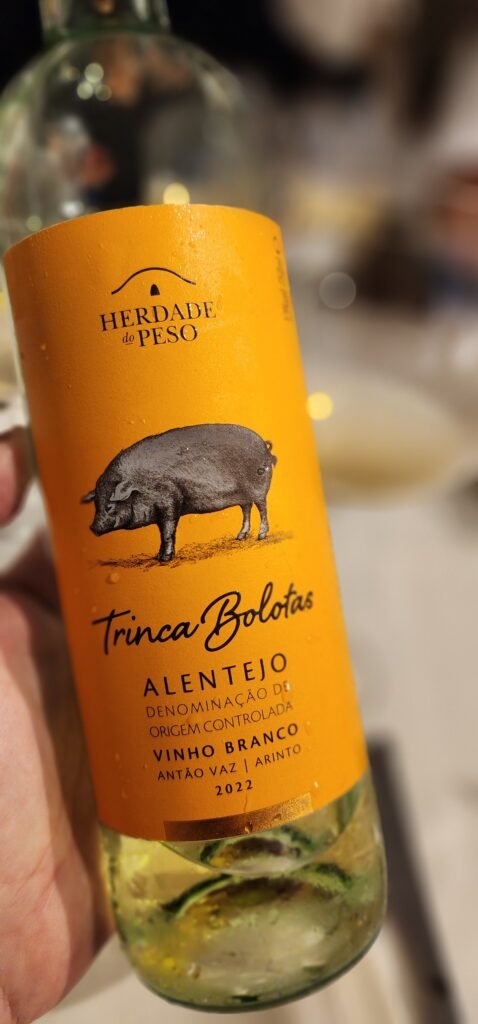 HERDADE
do PESO
Trinca Bolotas
ALENTEJO
DENOMINAÇÃO DE
ORIGEM CONTROLADA
VINHO BRANCO
ANTÃO VAZ | ARINTO
2022